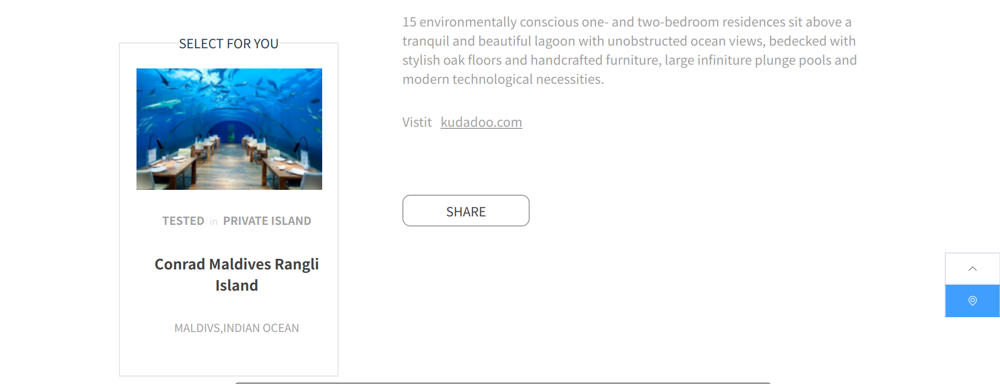 SELECT FOR YOU
TESTED in PRIVATE ISLAND
Conrad Maldives Rangli
Island
MALDIVS,INDIAN OCEAN
15 environmentally conscious one- and two-bedroom residences sit above a
tranquil and beautiful lagoon with unobstructed ocean views, bedecked with
stylish oak floors and handcrafted furniture, large infiniture plunge pools and
modern technological necessities.
Vistit kudadoo.com
SHARE